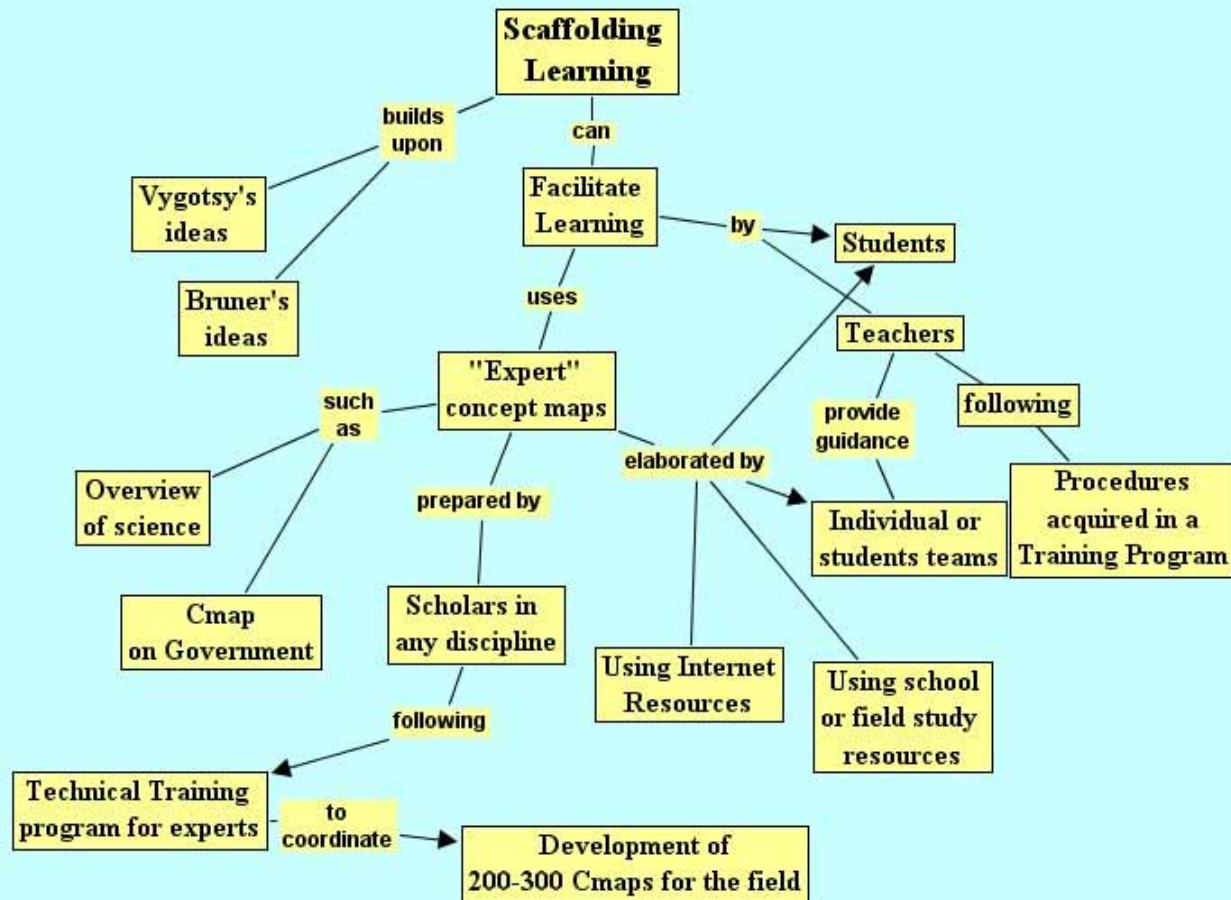 Scaffolding
Learning
builds
upon
can
Vygotsy's
ideas
Facilitate
Learning
by
Students
Bruner's
ideas
uses
Teachers
"Expert"
concept maps
such
as
provide
guidance
following
elaborated by
Overview
of science
prepared by
Individual or
students teams
Procedures
acquired in a
Training Program
Cmap
on Government
Scholars in
any discipline
Using Internet
Resources
Using school
or field study
resources
following
Technical Training
program for experts
to
coordinate
Development of
200-300 Cmaps for the field